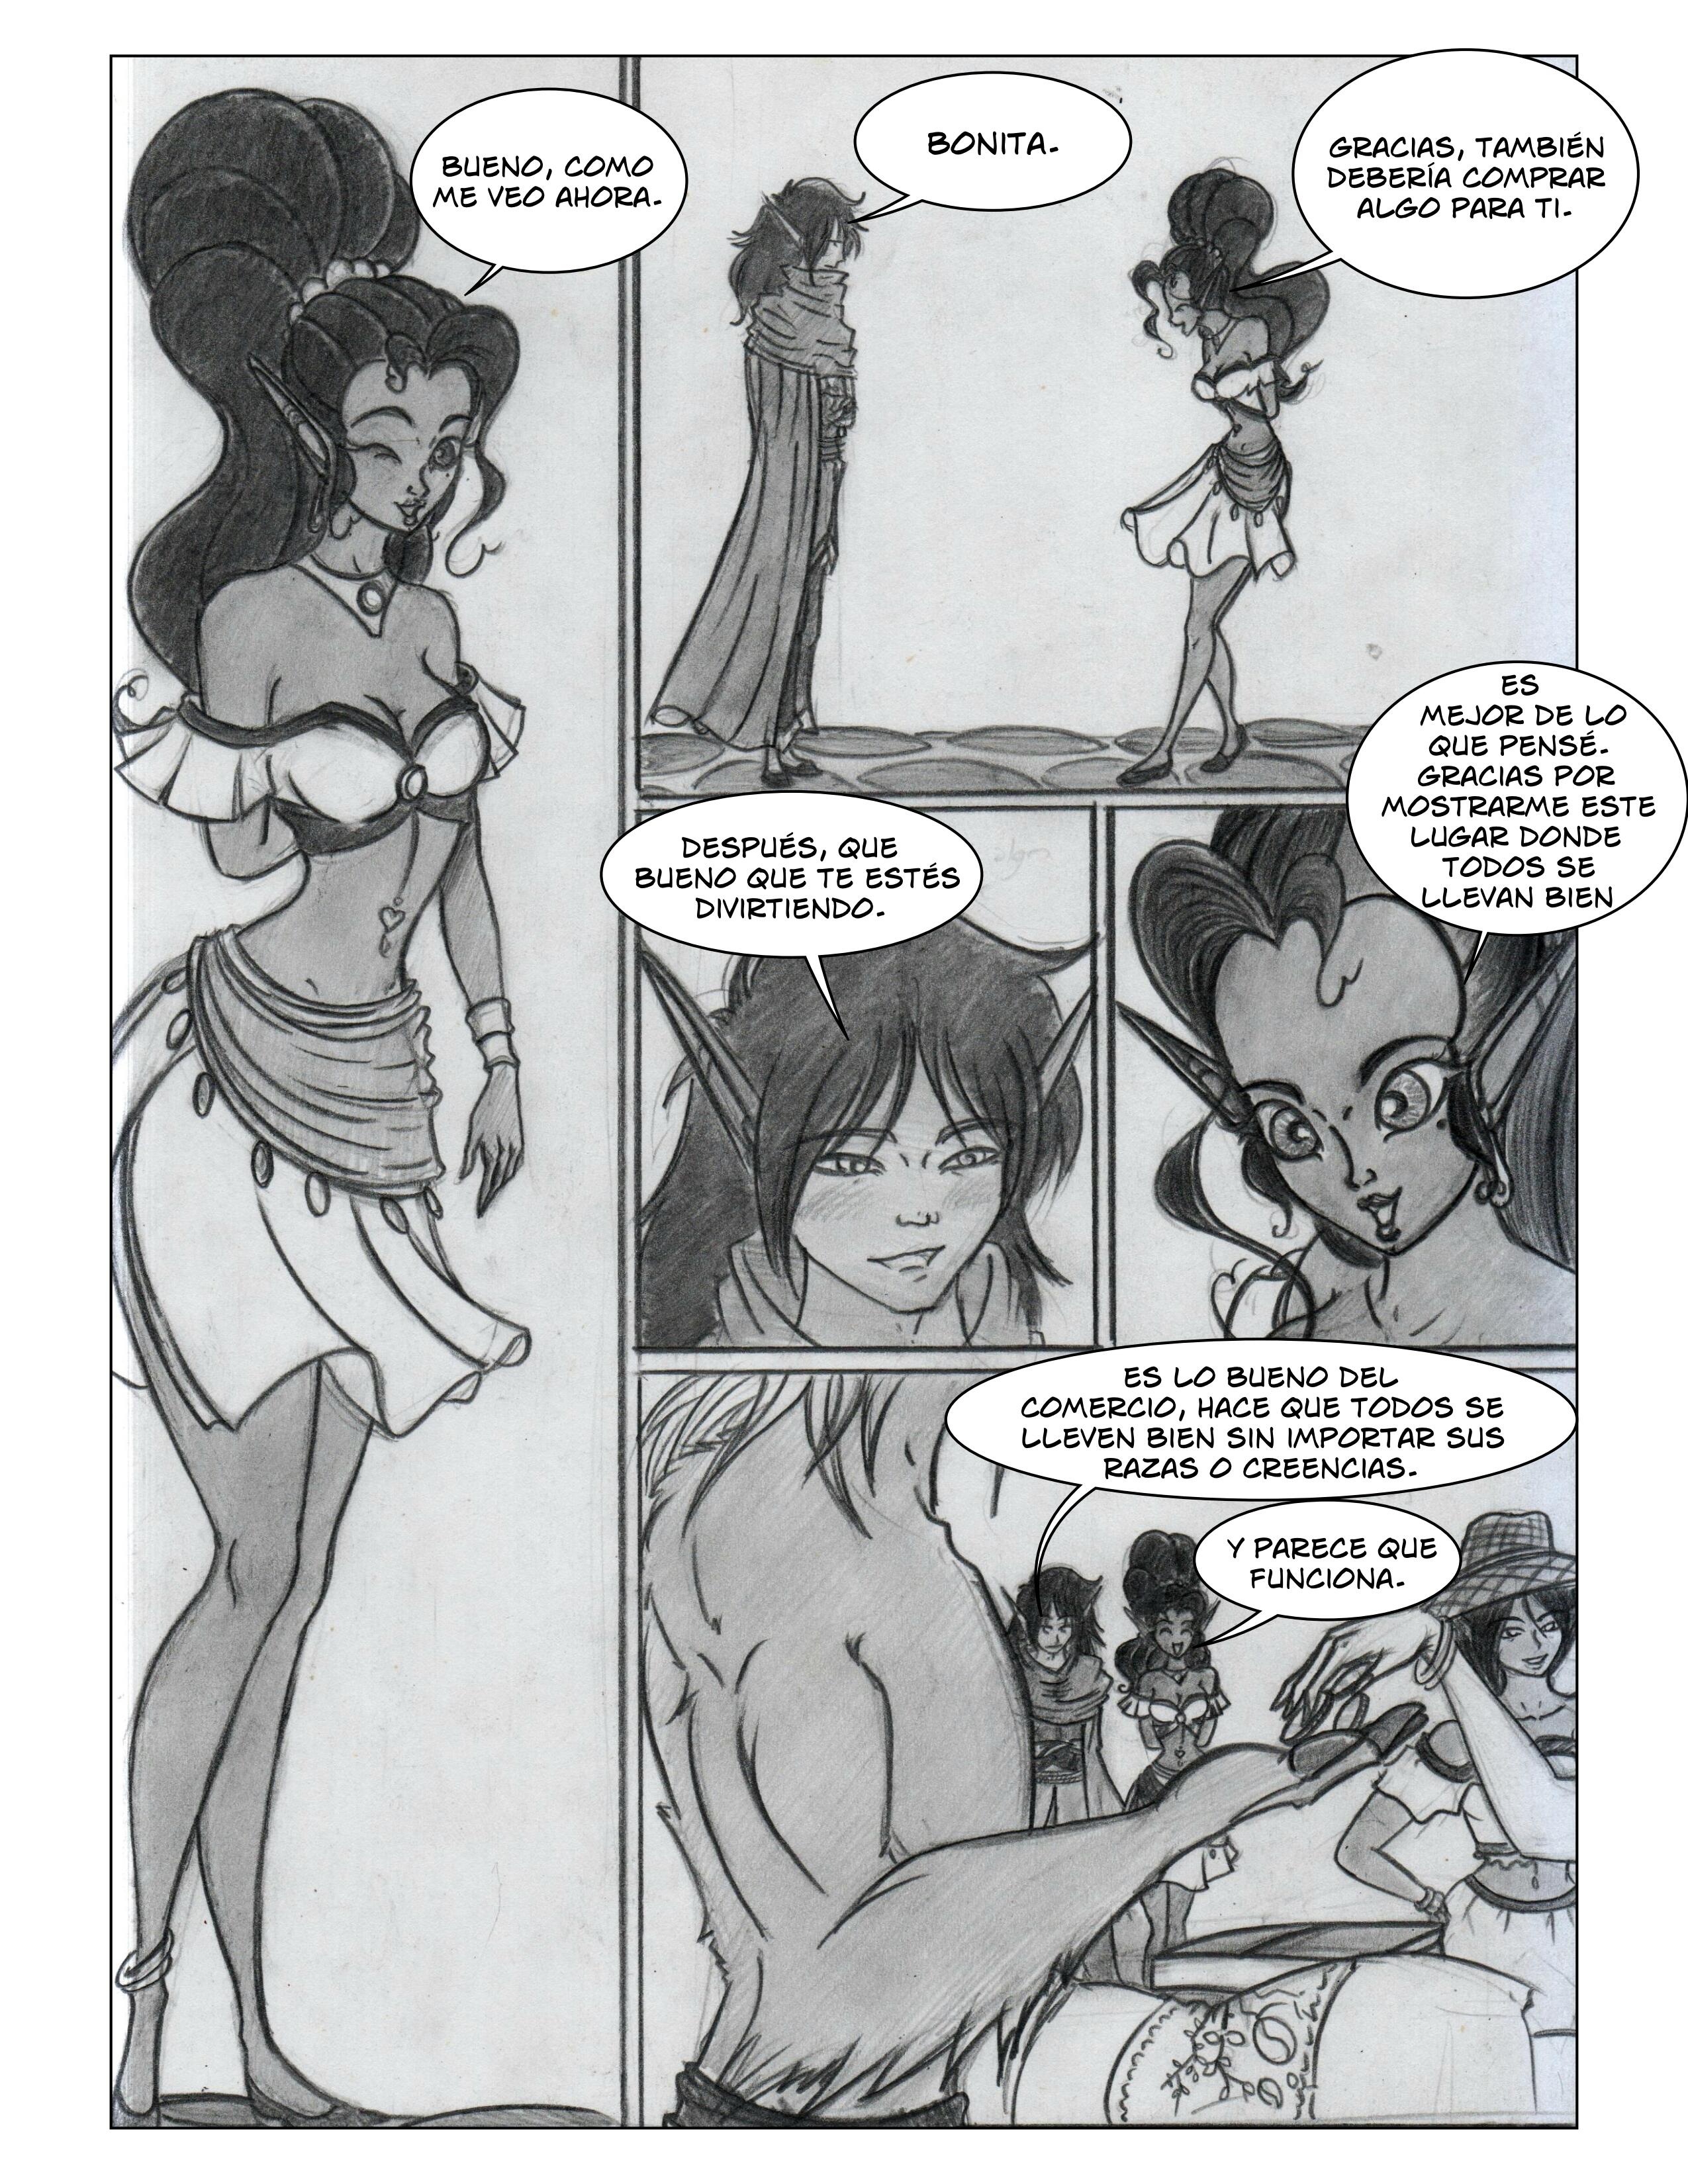 BUENO, COMO
ME VEO AHORA.
BONITA.
GRACIAS, TAMBIÉN
DEBERÍA COMPRAR
ALGO PARA TI.
DESPUÉS, QUE
BUENO QUE TE ESTÉS
DIVIRTIENDO.
ES
MEJOR DE LO
QUE PENSÉ.
GRACIAS POR
MOSTRARME ESTE
LUGAR DONDE
TODOS SE
LLEVAN BIEN
ES LO BUENO DEL
COMERCIO, HACE QUE TODOS SE
LLEVEN BIEN SIN IMPORTAR SUS
RAZAS O CREENCIAS.
Y PARECE QUE
FUNCIONA.